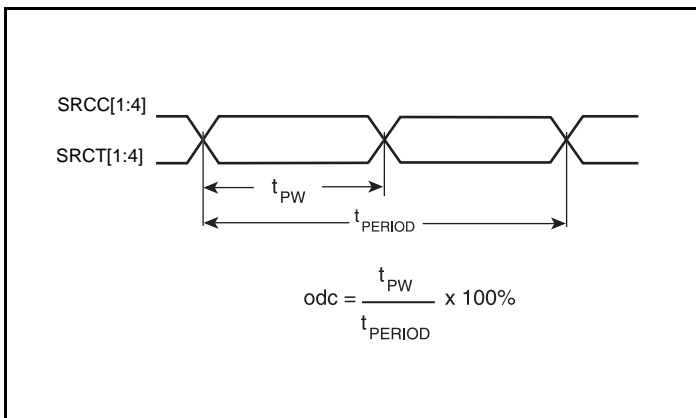 SRCC[1:4]
SRCT[1:4]
tPW
tPERIOD
odc = tPW / tPERIOD x 100%